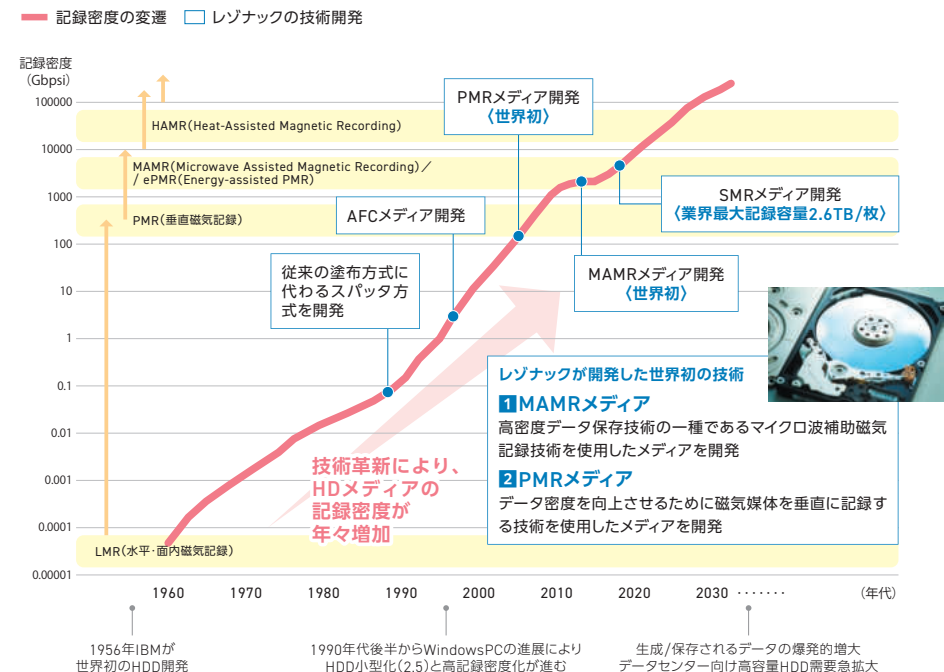 記録密度の変遷 レゾナックの技術開発
記録密度
(Gbpsi)
100000
10000
1000
100
10
1
0.1
0.01
0.001
0.0001
0.00001
HAMR(Heat-Assisted Magnetic Recording)
MAMR(Microwave Assisted Magnetic Recording)／
/ ePMR(Energy-assisted PMR)
PMR(垂直磁気記録)
LMR(水平・面内磁気記録)
従来の塗布方式に
代わるスパッタ方
式を開発
AFCメディア開発
PMRメディア開発
〈世界初〉
MAMRメディア開発
〈世界初〉
SMRメディア開発
〈業界最大記録容量2.6TB/枚〉
技術革新により、
HDメディアの
記録密度が
年々増加
レゾナックが開発した世界初の技術
1 MAMRメディア
高密度データ保存技術の一種であるマイクロ波補助磁気
記録技術を使用したメディアを開発
2 PMRメディア
データ密度を向上させるために磁気媒体を垂直に記録す
る技術を使用したメディアを開発
1960 1970 1980 1990 2000 2010 2020 2030 ‥‥‥‥ (年代)
1956年IBMが
世界初のHDD開発
1990年代後半からWindowsPCの進展により
HDD小型化(2.5)と高記録密度化が進む
生成/保存されるデータの爆発的増大
データセンター向け高容量HDD需要急拡大